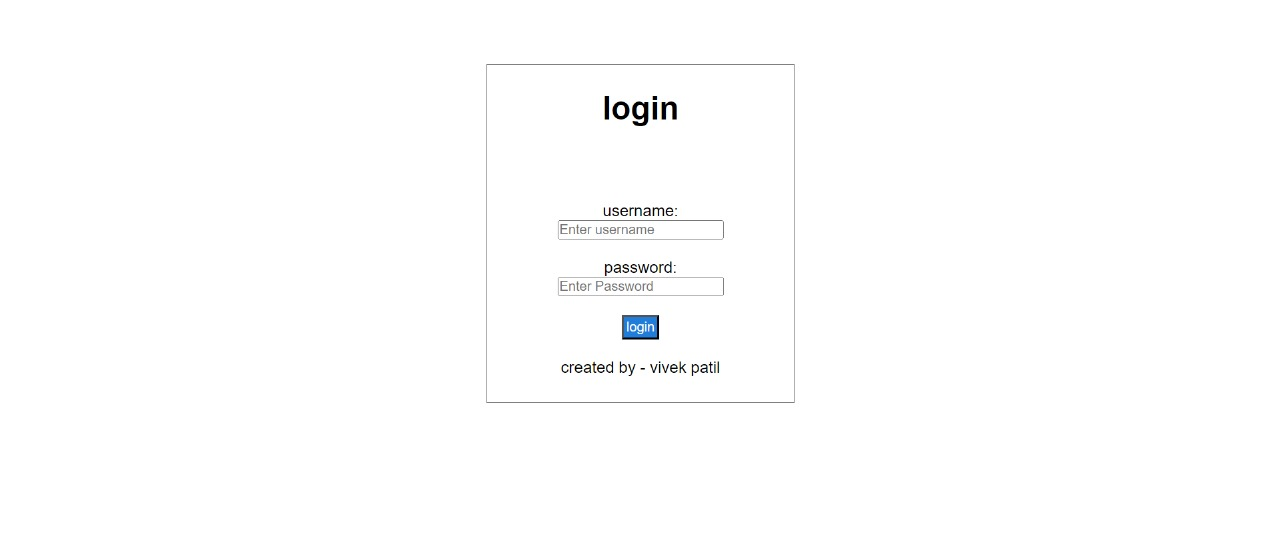 login
username:
Enter username
password:
Enter Password
login
created by - vivek patil